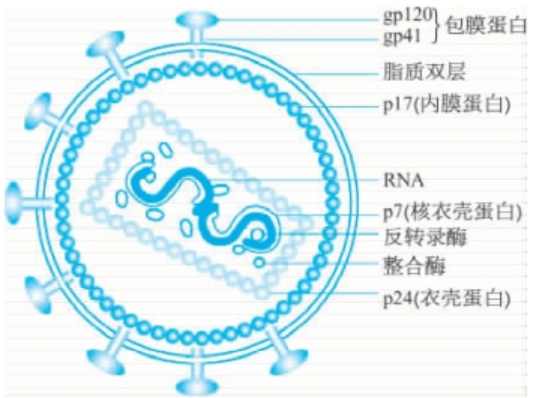 gp120
gp41
包膜蛋白
脂质双层
p17(内膜蛋白)
RNA
p7(核衣壳蛋白)
反转录酶
整合酶
p24(衣壳蛋白)